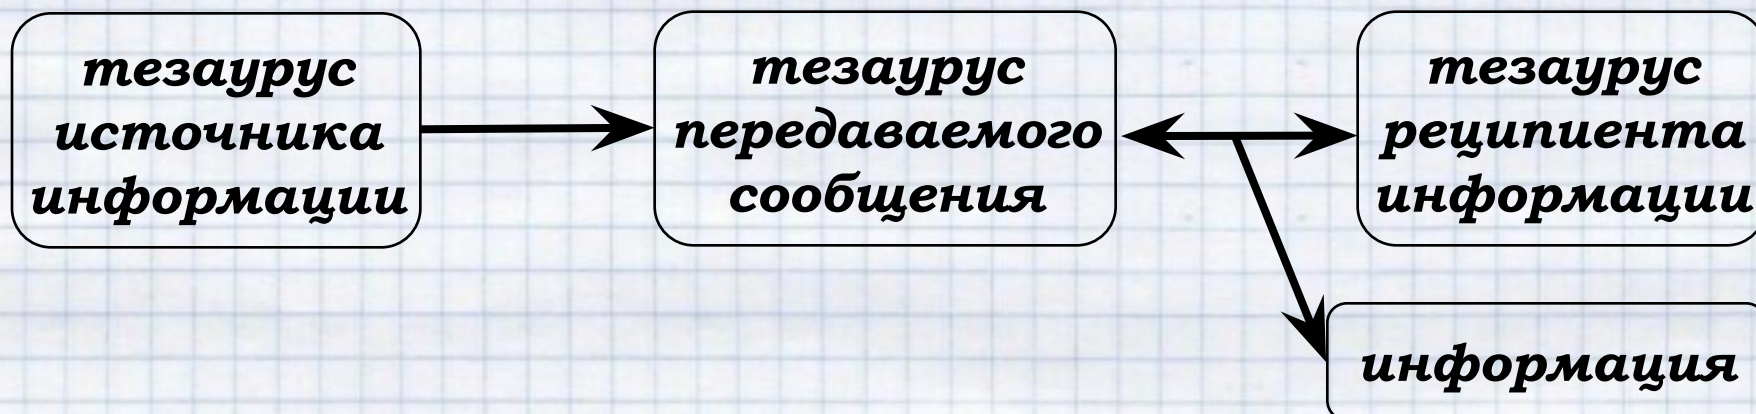 тезаурус
источника
информации
тезаурус
передаваемого
сообщения
тезаурус
реципиента
информации
информация